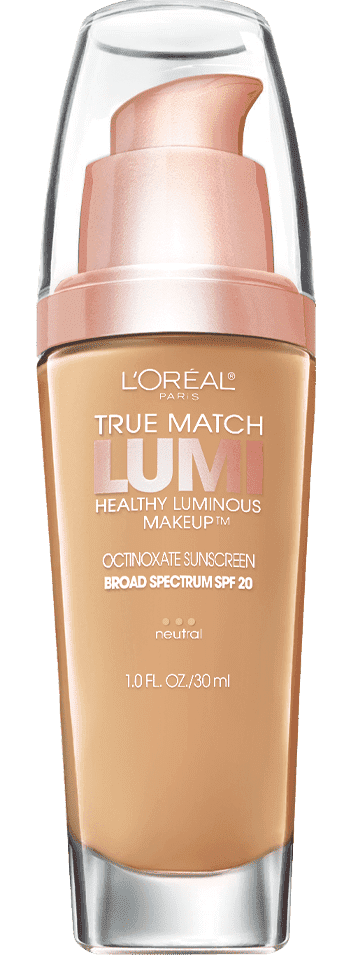 L'ORÉAL®
PARIS
TRUE MATCH
LUMI
HEALTHY LUMINOUS
MAKEUP™
OCTINOXATE SUNSCREEN
BROAD SPECTRUM SPF 20
neutral
1.0 FL. OZ./30 ml